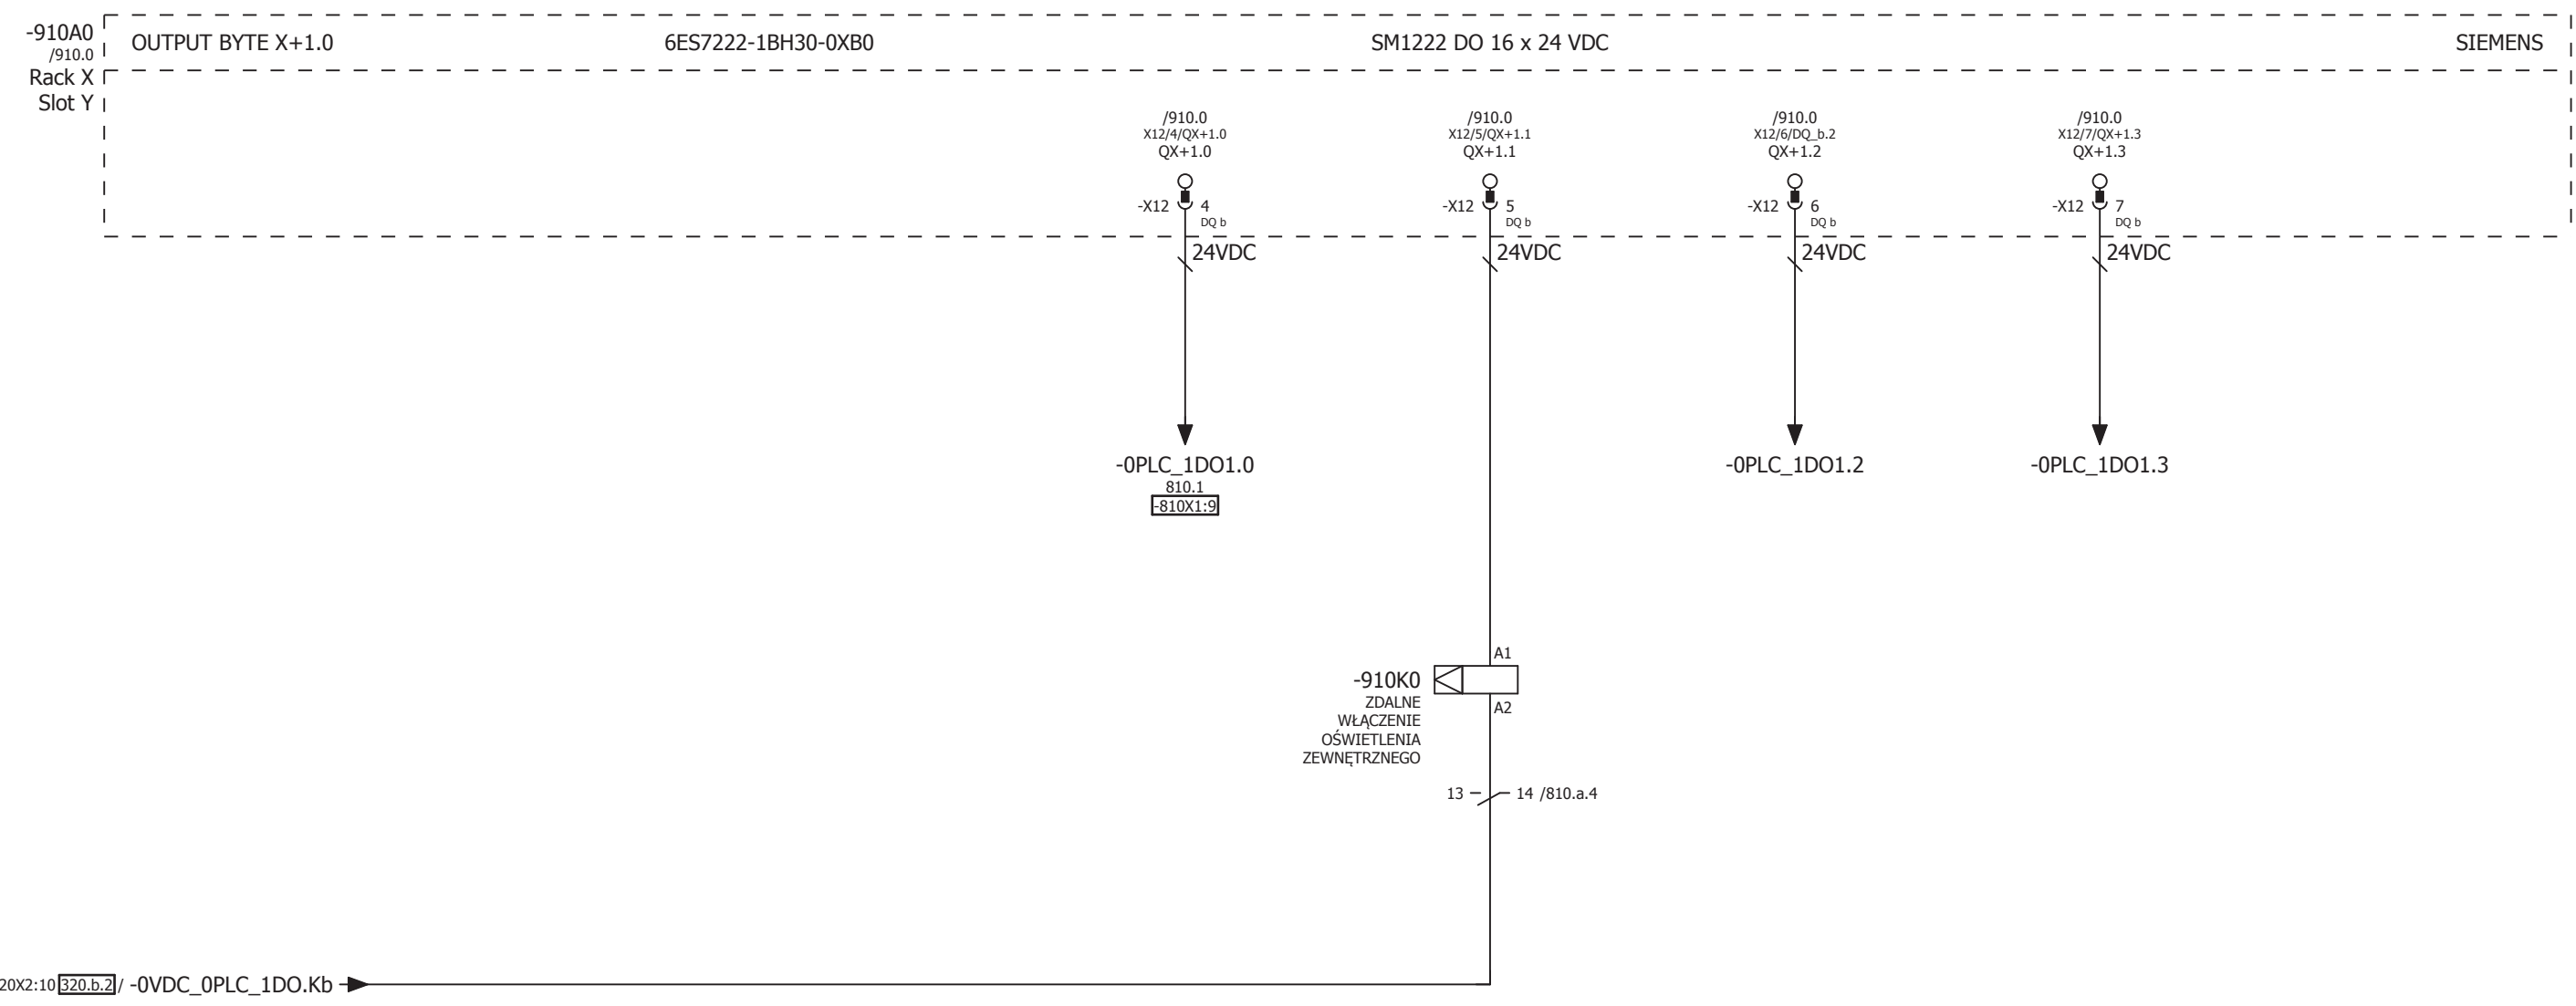 -910A0
/910.0
Rack X
Slot Y
OUTPUT BYTE X+1.0 6ES7222-1BH30-0XB0 SM1222 DO 16 x 24 VDC SIEMENS
/910.0 /910.0 /910.0 /910.0
X12/4/QX+1.0 X12/5/QX+1.1 X12/6/DQ_b.2 X12/7/QX+1.3
QX+1.0 QX+1.1 QX+1.2 QX+1.3
-X12 4 -X12 5 -X12 6 -X12 7
DQ b DQ b DQ b DQ b
24VDC 24VDC 24VDC 24VDC
-0PLC_1DO1.0 -0PLC_1DO1.2 -0PLC_1DO1.3
810.1
-810X1:9
A1
-910K0
ZDALNE
WŁĄCZENIE
OŚWIETLENIA
ZEWNĘTRZNEGO
A2
13 14 /810.a.4
20X2:10 320.b.2 / -0VDC_0PLC_1DO.Kb